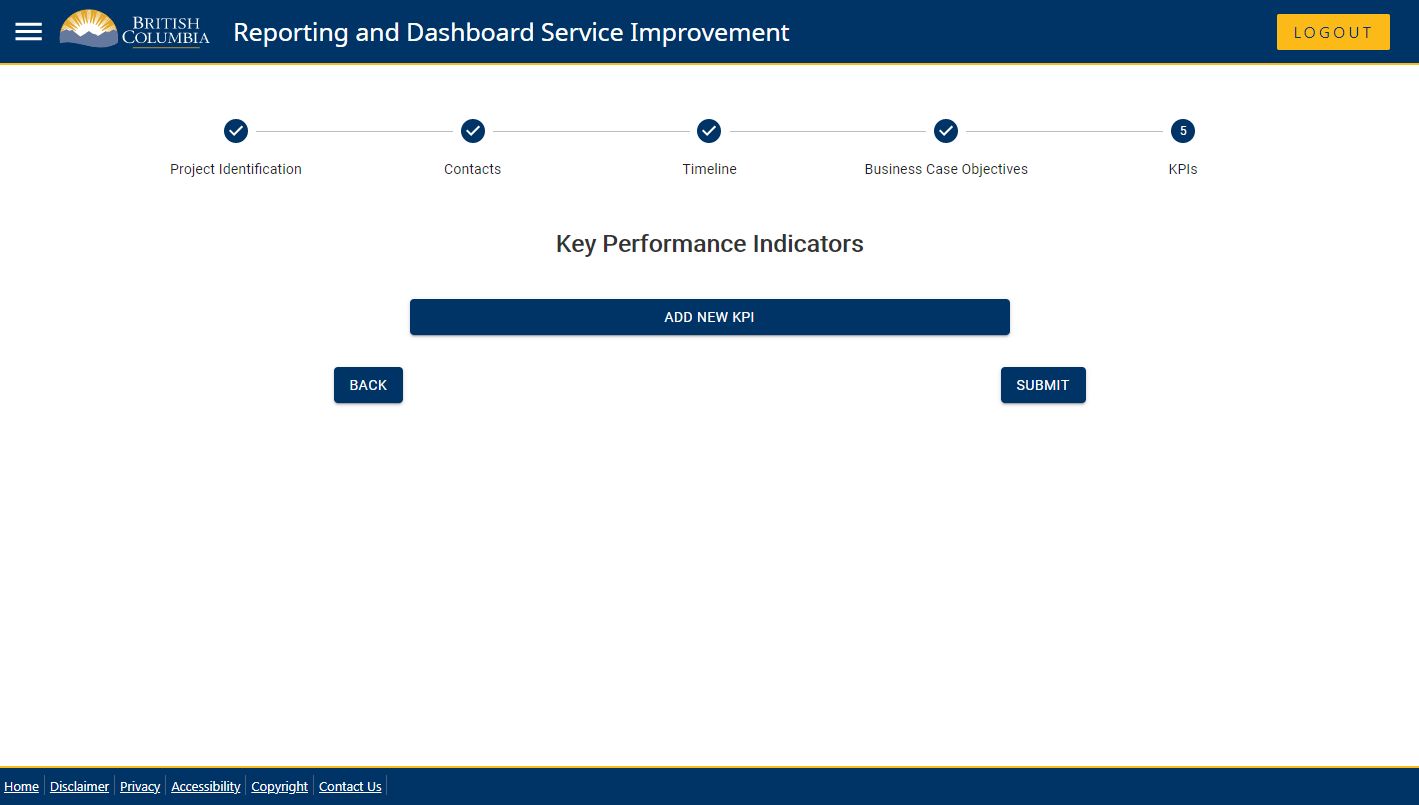 BRITISH
COLUMBIA
Reporting and Dashboard Service Improvement
LOGOUT
5
Project Identification
Contacts
Timeline
Business Case Objectives
KPIs
Key Performance Indicators
ADD NEW KPI
BACK
SUBMIT
Home
Disclaimer
Privacy
Accessibility
Copyright
Contact Us